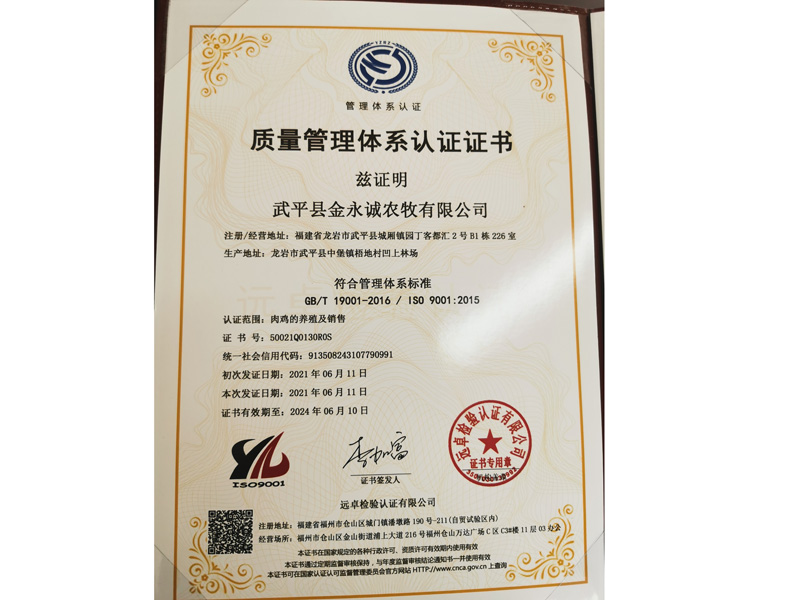 YZRZ
管理体系认证
质量管理体系认证证书
兹证明
武平县金永诚农牧有限公司
注册/经营地址：福建省龙岩市武平县城厢镇园丁客都汇2号B1栋226室
生产地址：龙岩市武平县中堡镇梧地村凹上林场
符合管理体系标准
GB/T 19001-2016 / ISO 9001:2015
认证范围：肉鸡的养殖及销售
证 书 号：50021Q0130R0S
统一社会信用代码：913508243107790991
初次发证日期：2021年06月11日
本次发证日期：2021年06月11日
证书有效期至：2024年06月10日
ISO9001
证书签发人
远卓检验认证有限公司
证书专用章
远卓检验认证有限公司
注册地址：福建省福州市仓山区城门镇潘墩路190号-211(自贸试验区内)
经营场所：福州市仓山区金山街道浦上大道216号福州仓山万达广场C区C3#楼11层03办公
本证书在国家规定的各种行政许可、资质许可有效期内使用有效
本证书通过定期监督审核保持，与年度监督审核结论通知书一并使用有效
本证书可在国家认证认可监督管理委员会官方网站 HTTP://www.cnca.gov.cn 上查询